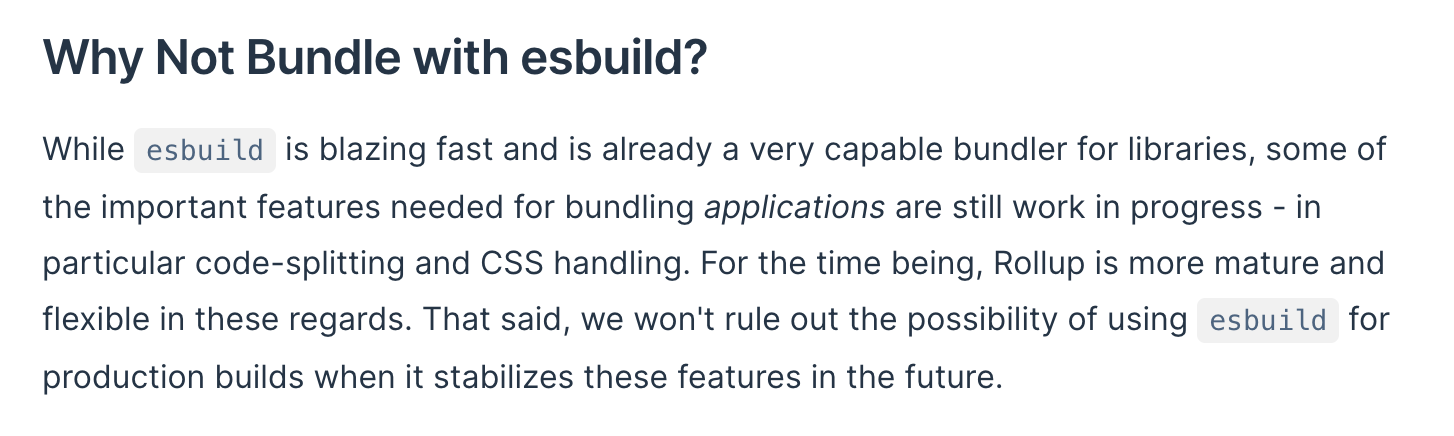 Why Not Bundle with esbuild?
While esbuild is blazing fast and is already a very capable bundler for libraries, some of
the important features needed for bundling applications are still work in progress - in
particular code-splitting and CSS handling. For the time being, Rollup is more mature and
flexible in these regards. That said, we won't rule out the possibility of using esbuild for
production builds when it stabilizes these features in the future.